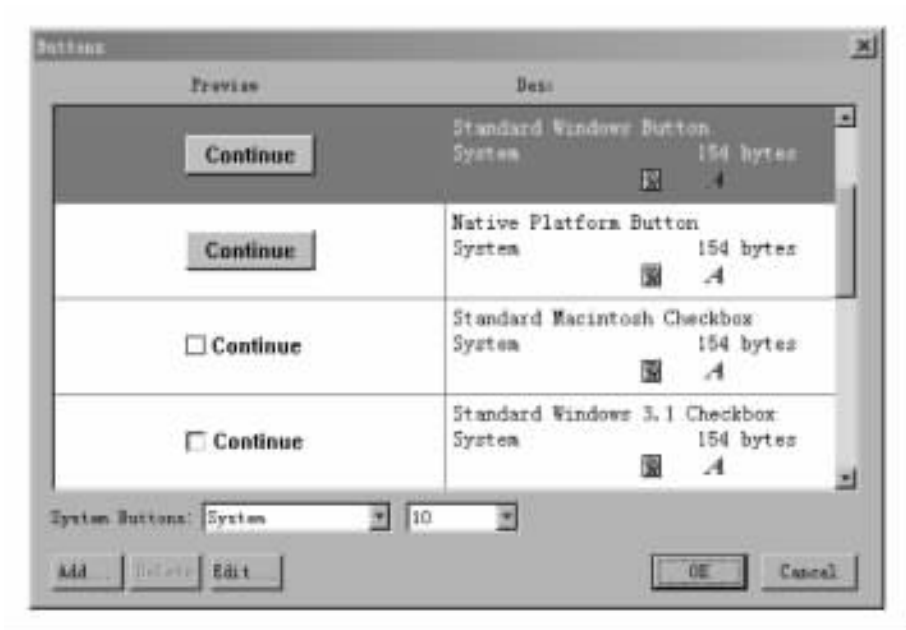 Buttons
Preview Des:
Continue Standard Windows Button
System 154 bytes
A
Continue Native Platform Button
System 154 bytes
A
Continue Standard Macintosh Checkbox
System 154 bytes
A
Continue Standard Windows 3.1 Checkbox
System 154 bytes
A
System Buttons: System 10
Add... Delete Edit... OK Cancel